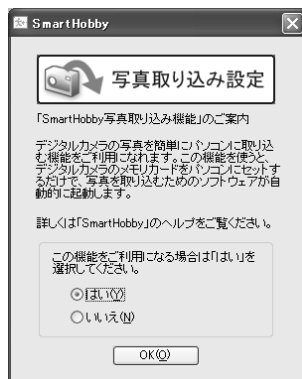 SmartHobby
写真取り込み設定
「SmartHobby写真取り込み機能」のご案内
デジタルカメラの写真を簡単にパソコンに取り込
む機能をご利用になれます。この機能を使うと、
デジタルカメラのメモリカードをパソコンにセットす
るだけで、写真を取り込むためのソフトウェアが自
動的に起動します。
詳しくは「SmartHobby」のヘルプをご覧ください。
この機能をご利用になる場合は「はい」を
選択してください。
はい(Y)
いいえ(N)
OK(O)